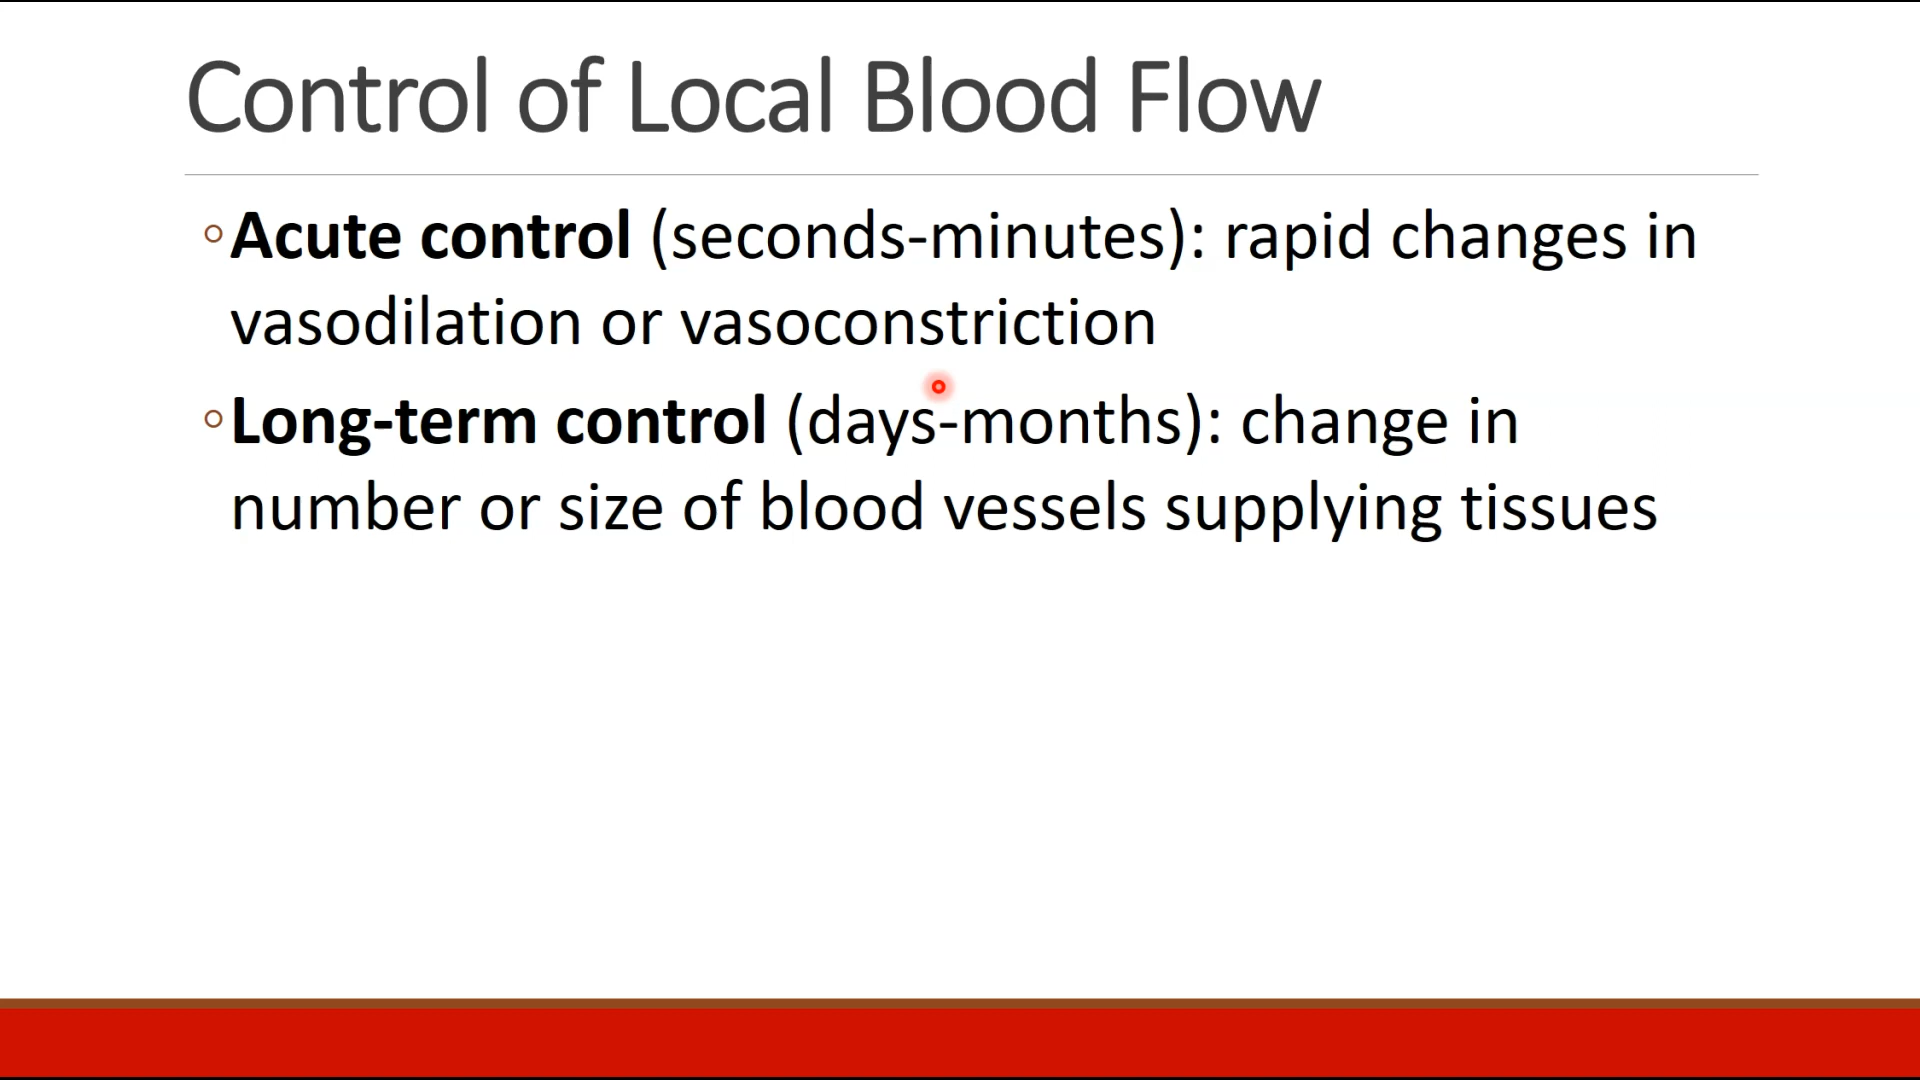 Control of Local Blood Flow
◦Acute control (seconds-minutes): rapid changes in
vasodilation or vasoconstriction
◦Long-term control (days-months): change in
number or size of blood vessels supplying tissues